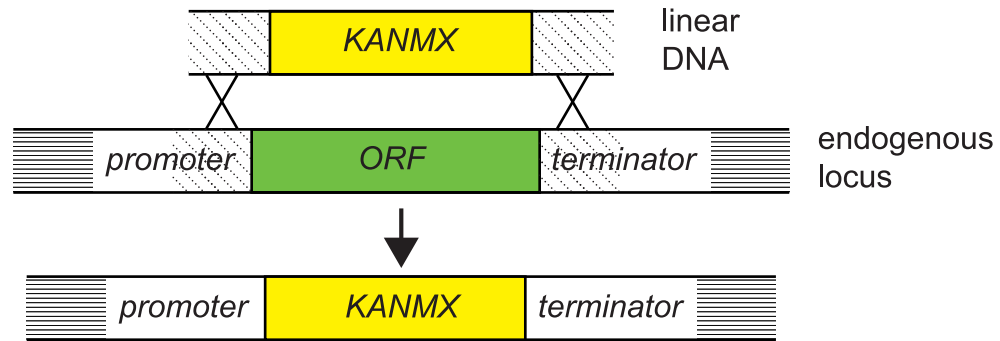 KANMX
linear
DNA
promoter ORF terminator
endogenous
locus
promoter KANMX terminator